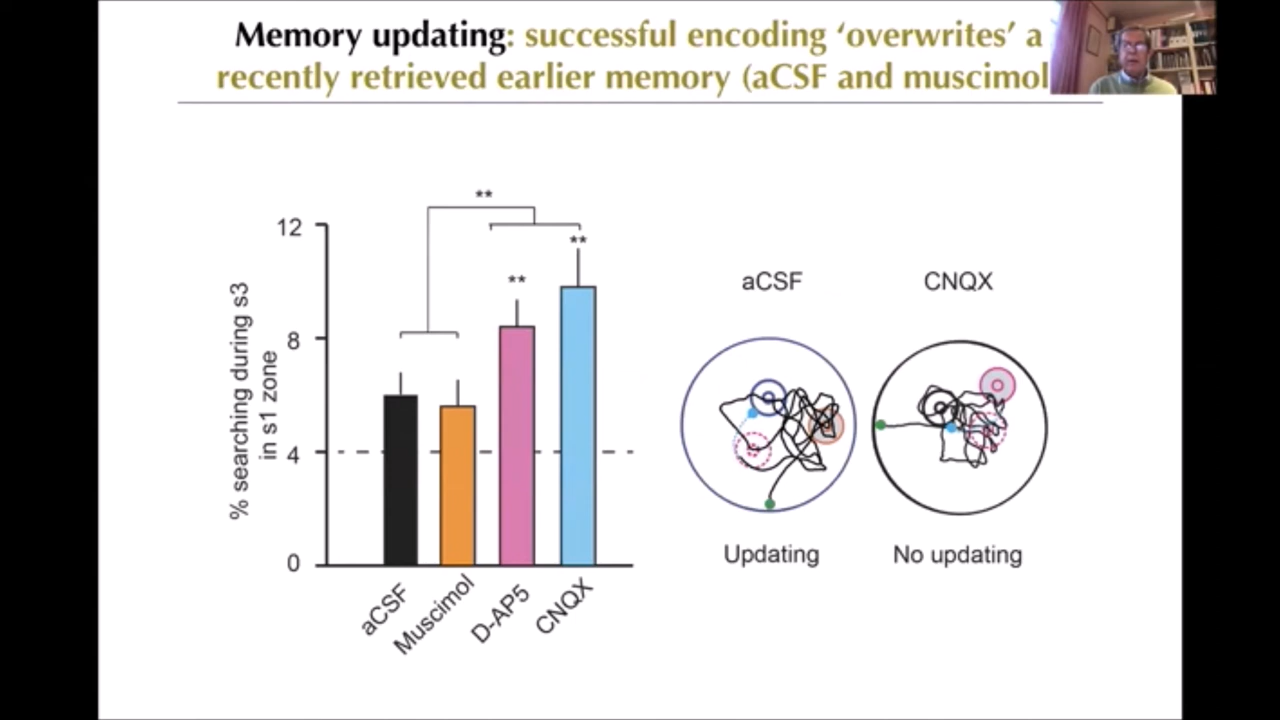 Memory updating: successful encoding ‘overwrites’ a
recently retrieved earlier memory (aCSF and muscimol
**
12
**
**
8
4
0
% searching during s3
in s1 zone
aCSF
Muscimol
D-AP5
CNQX
aCSF
CNQX
Updating
No updating